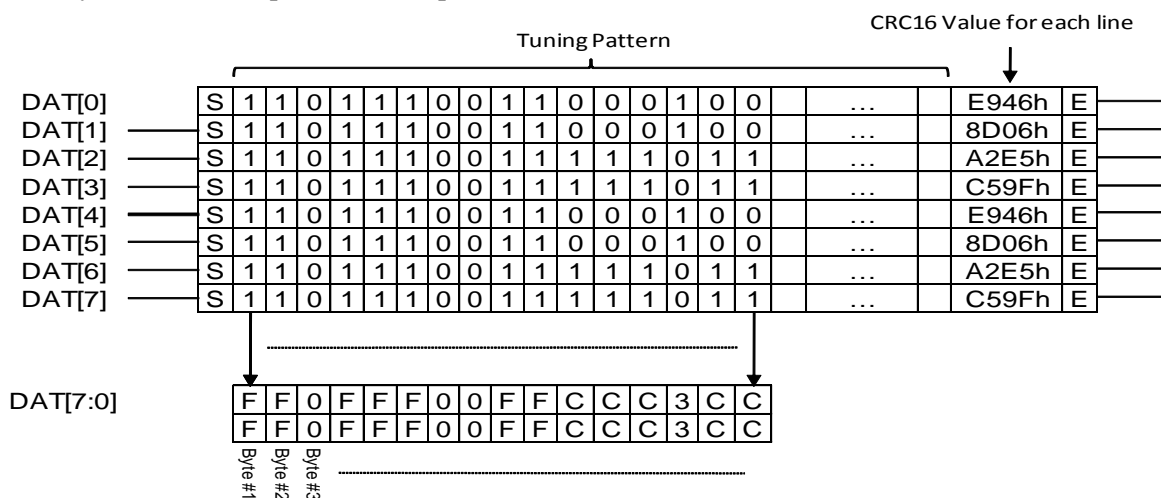 CRC16 Value for each line
Tuning Pattern
DAT[0] S 1 1 0 1 1 1 0 0 1 1 0 0 0 1 0 0 ... E946h E
DAT[1] S 1 1 0 1 1 1 0 0 1 1 0 0 0 1 0 0 ... 8D06h E
DAT[2] S 1 1 0 1 1 1 0 0 1 1 1 1 1 0 1 1 ... A2E5h E
DAT[3] S 1 1 0 1 1 1 0 0 1 1 1 1 1 0 1 1 ... C59Fh E
DAT[4] S 1 1 0 1 1 1 0 0 1 1 0 0 0 1 0 0 ... E946h E
DAT[5] S 1 1 0 1 1 1 0 0 1 1 0 0 0 1 0 0 ... 8D06h E
DAT[6] S 1 1 0 1 1 1 0 0 1 1 1 1 1 0 1 1 ... A2E5h E
DAT[7] S 1 1 0 1 1 1 0 0 1 1 1 1 1 0 1 1 ... C59Fh E
DAT[7:0] F F 0 F F F 0 0 F F C C C 3 C C
F F 0 F F F 0 0 F F C C C 3 C C
Byte #1
Byte #2
Byte #3